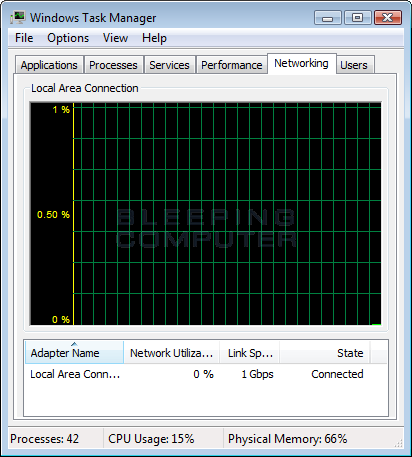 Windows Task Manager
File Options View Help
Applications Processes Services Performance Networking Users
Local Area Connection
1 %
0.50 %
BLEEPING
COMPUTER
0 %
Adapter Name Network Utiliza... Link Sp... State
Local Area Conn... 0 % 1 Gbps Connected
Processes: 42 CPU Usage: 15% Physical Memory: 66%